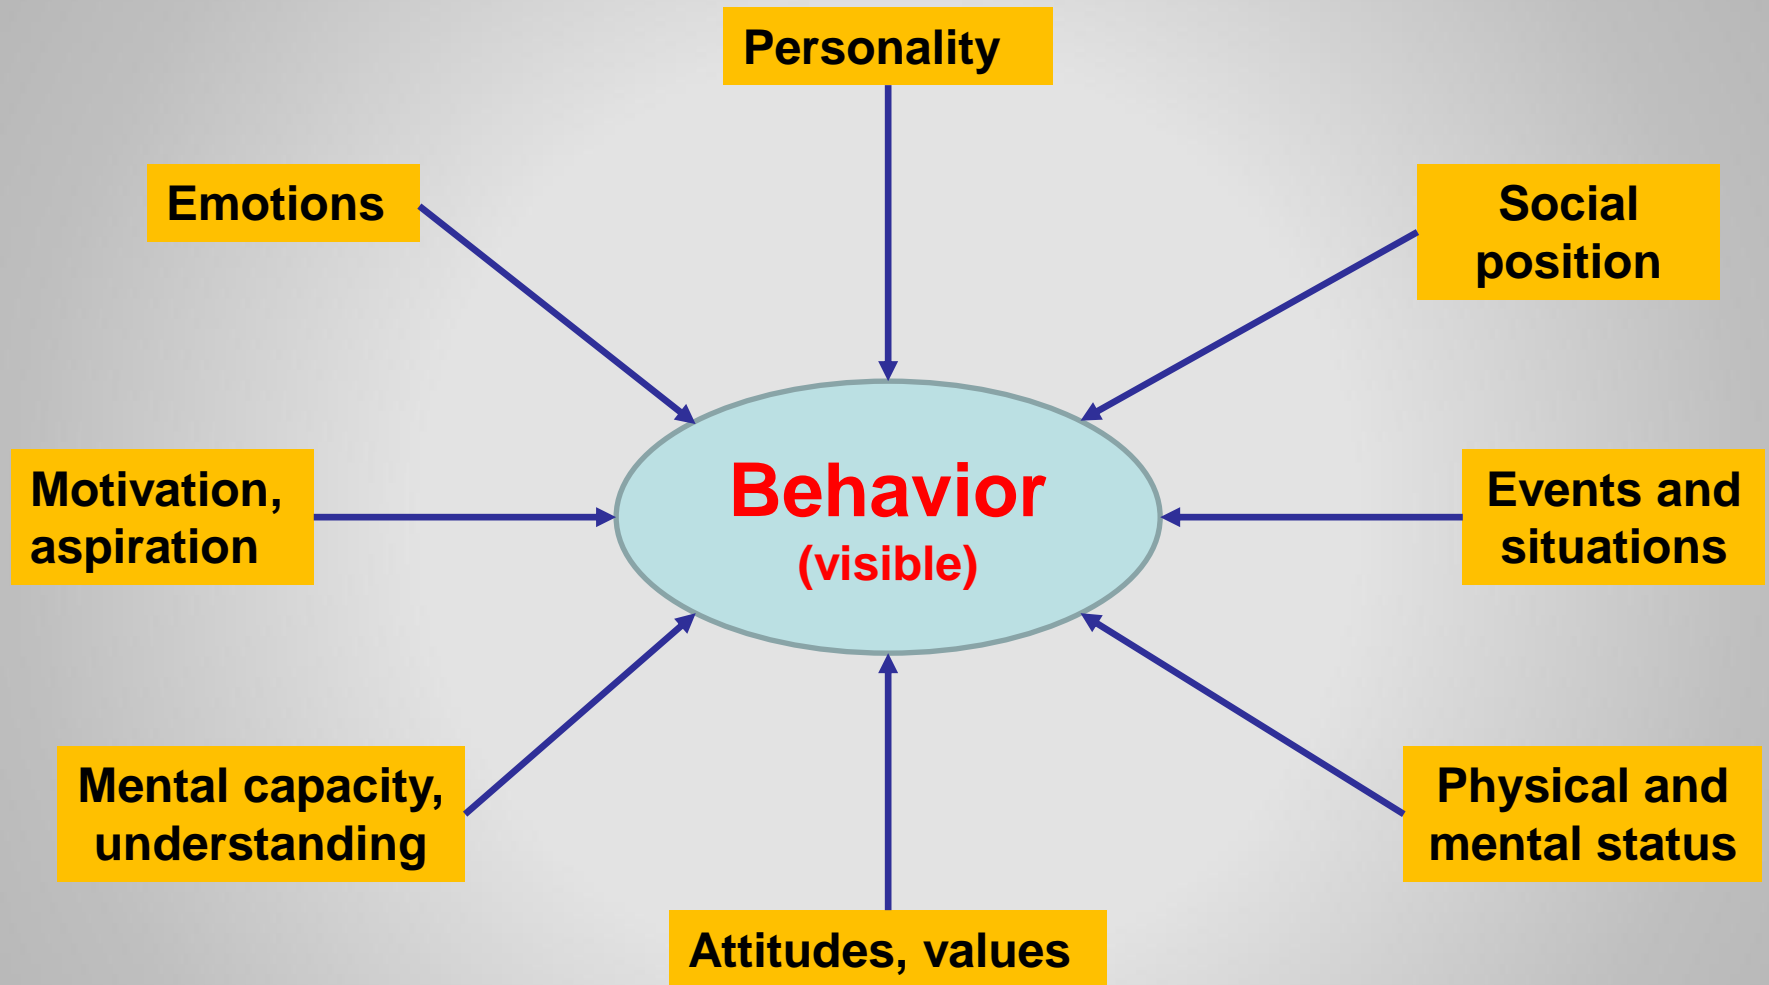 Personality
Emotions
Social
position
Motivation,
aspiration
Behavior
(visible)
Events and
situations
Mental capacity,
understanding
Physical and
mental status
Attitudes, values